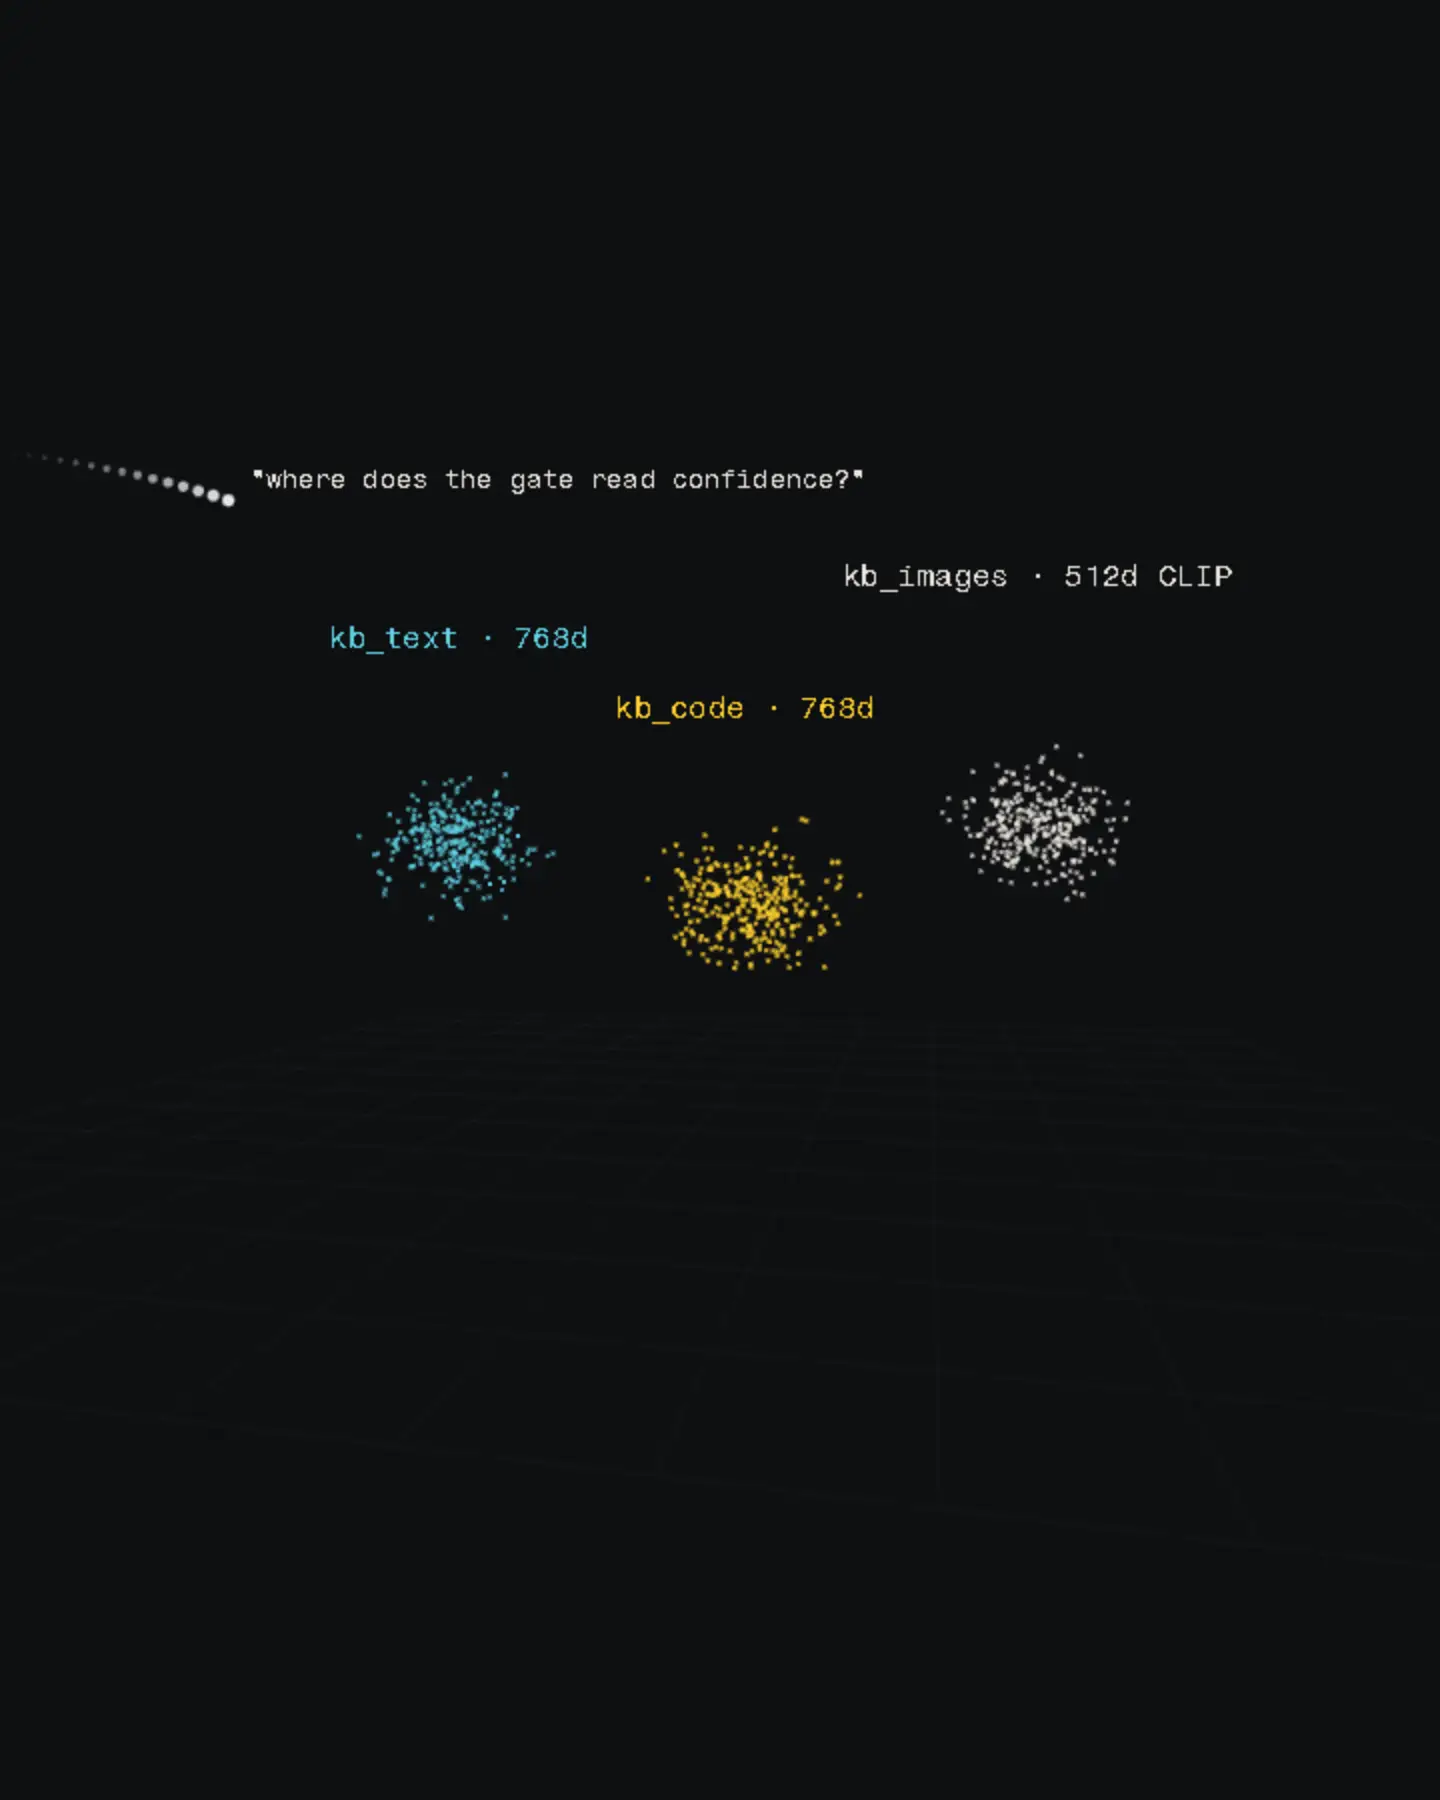 "where does the gate read confidence?"
kb_images · 512d CLIP
kb_text · 768d
kb_code · 768d